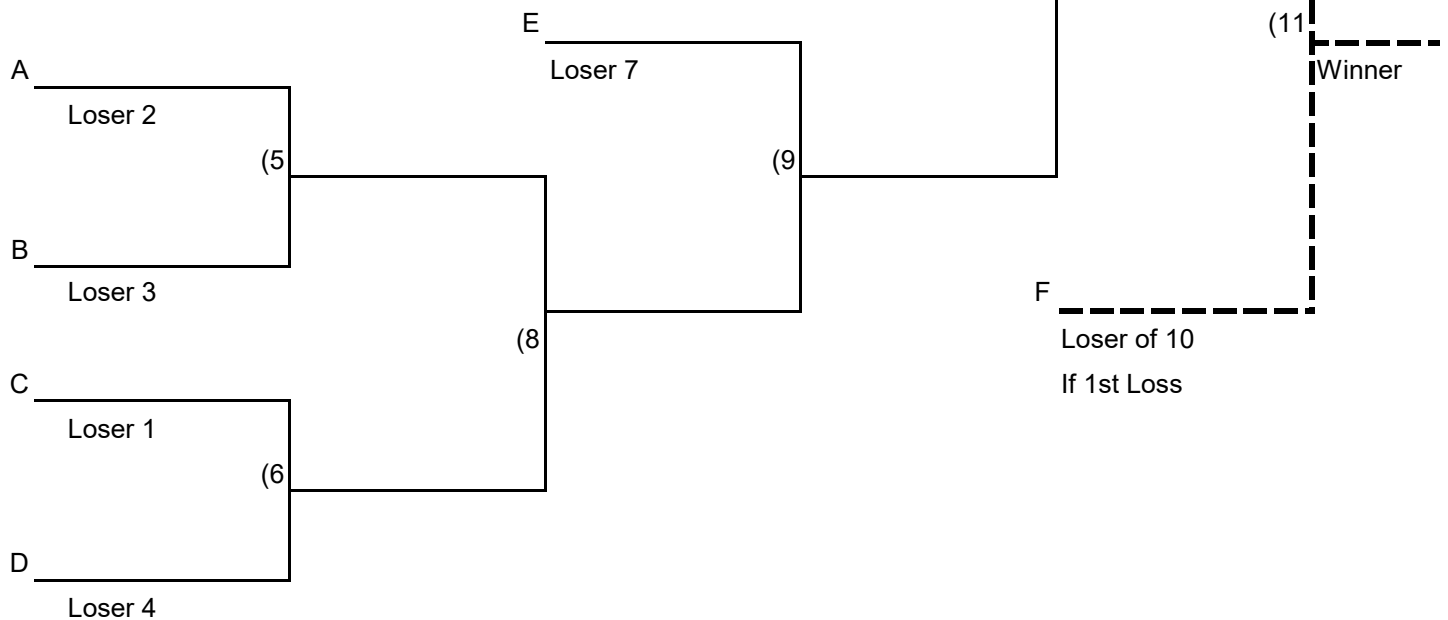 E
(11
Loser 7
Winner
A
Loser 2
(5
(9
B
Loser 3
F
(8
Loser of 10
If 1st Loss
C
Loser 1
(6
D
Loser 4